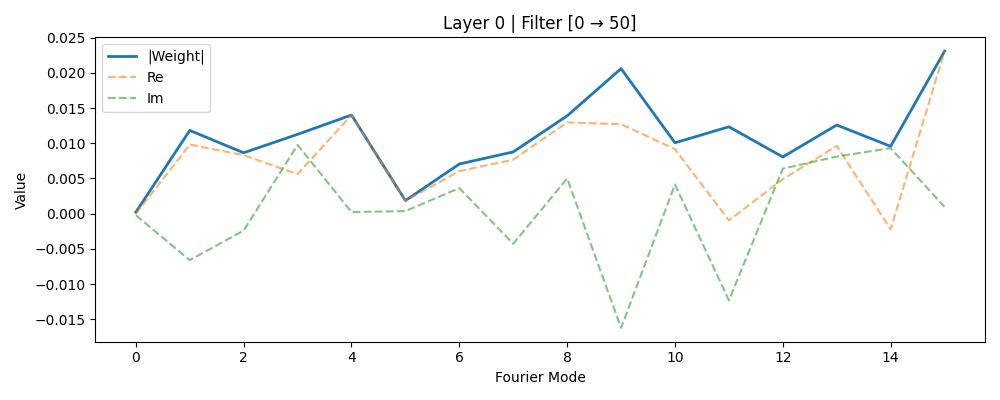 Layer 0 | Filter [0 → 50]
|Weight|
Re
Im
Value
0.025
0.020
0.015
0.010
0.005
0.000
−0.005
−0.010
−0.015
0 2 4 6 8 10 12 14
Fourier Mode